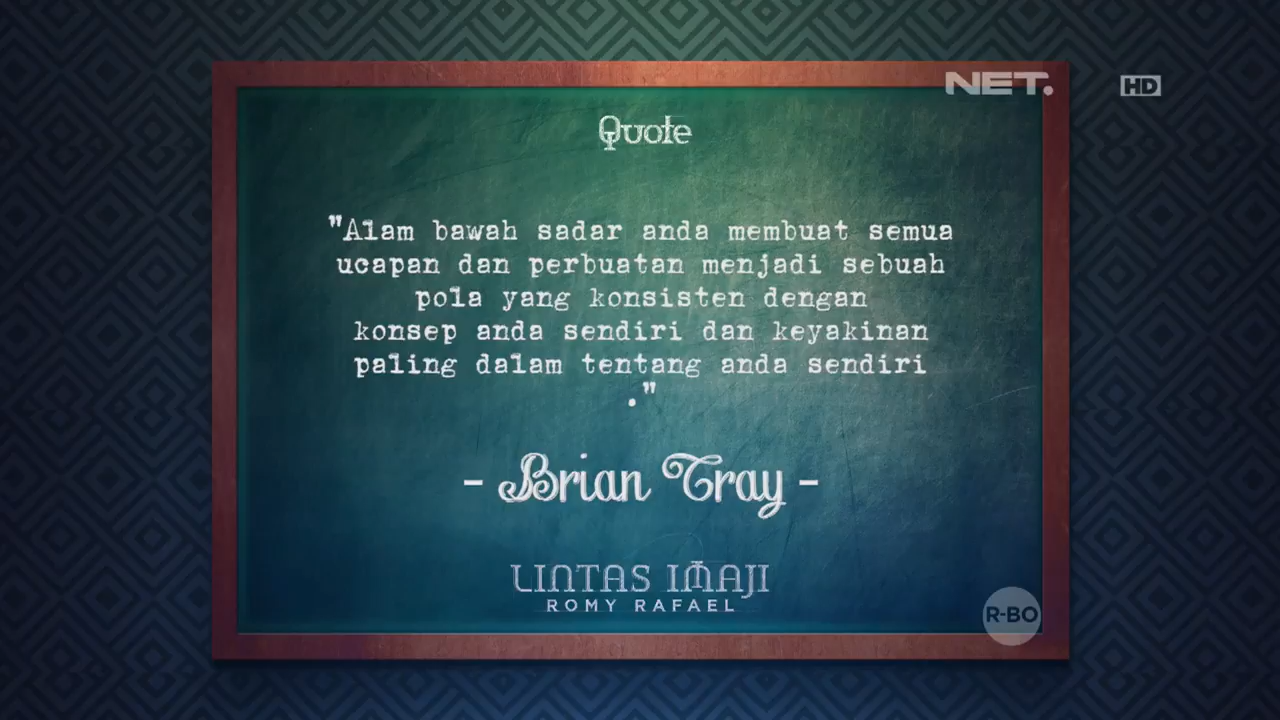 NET.
HD
Quote
"Alam bawah sadar anda membuat semua
ucapan dan perbuatan menjadi sebuah
pola yang konsisten dengan
konsep anda sendiri dan keyakinan
paling dalam tentang anda sendiri
."
- Brian Tray -
LINTAS IMAJI
ROMY RAFAEL
R-BO